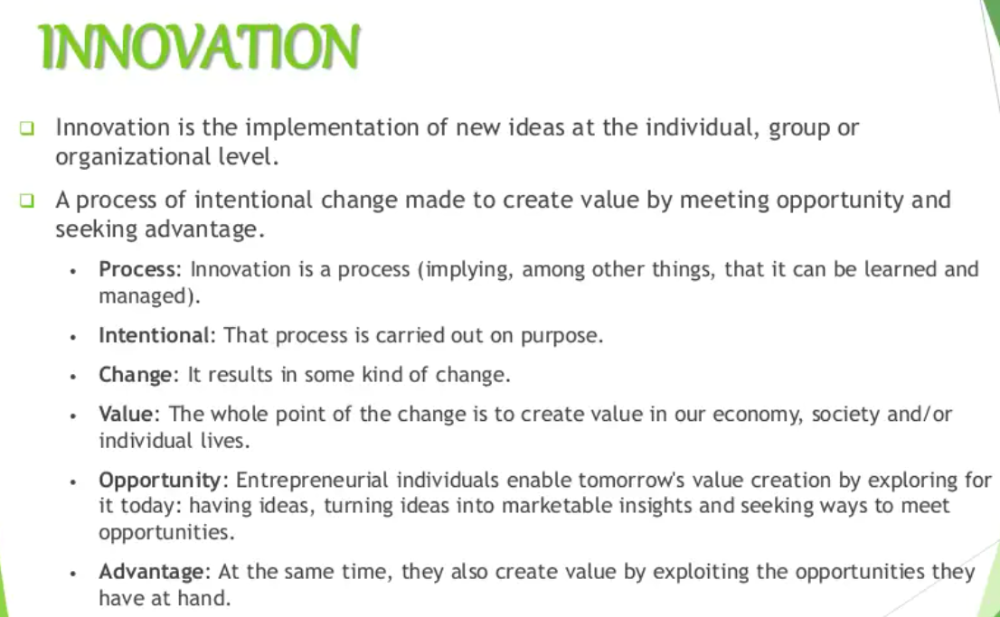 INNOVATION
❑ Innovation is the implementation of new ideas at the individual, group or
organizational level.
❑ A process of intentional change made to create value by meeting opportunity and
seeking advantage.
• Process: Innovation is a process (implying, among other things, that it can be learned and
managed).
• Intentional: That process is carried out on purpose.
• Change: It results in some kind of change.
• Value: The whole point of the change is to create value in our economy, society and/or
individual lives.
• Opportunity: Entrepreneurial individuals enable tomorrow's value creation by exploring for
it today: having ideas, turning ideas into marketable insights and seeking ways to meet
opportunities.
• Advantage: At the same time, they also create value by exploiting the opportunities they
have at hand.